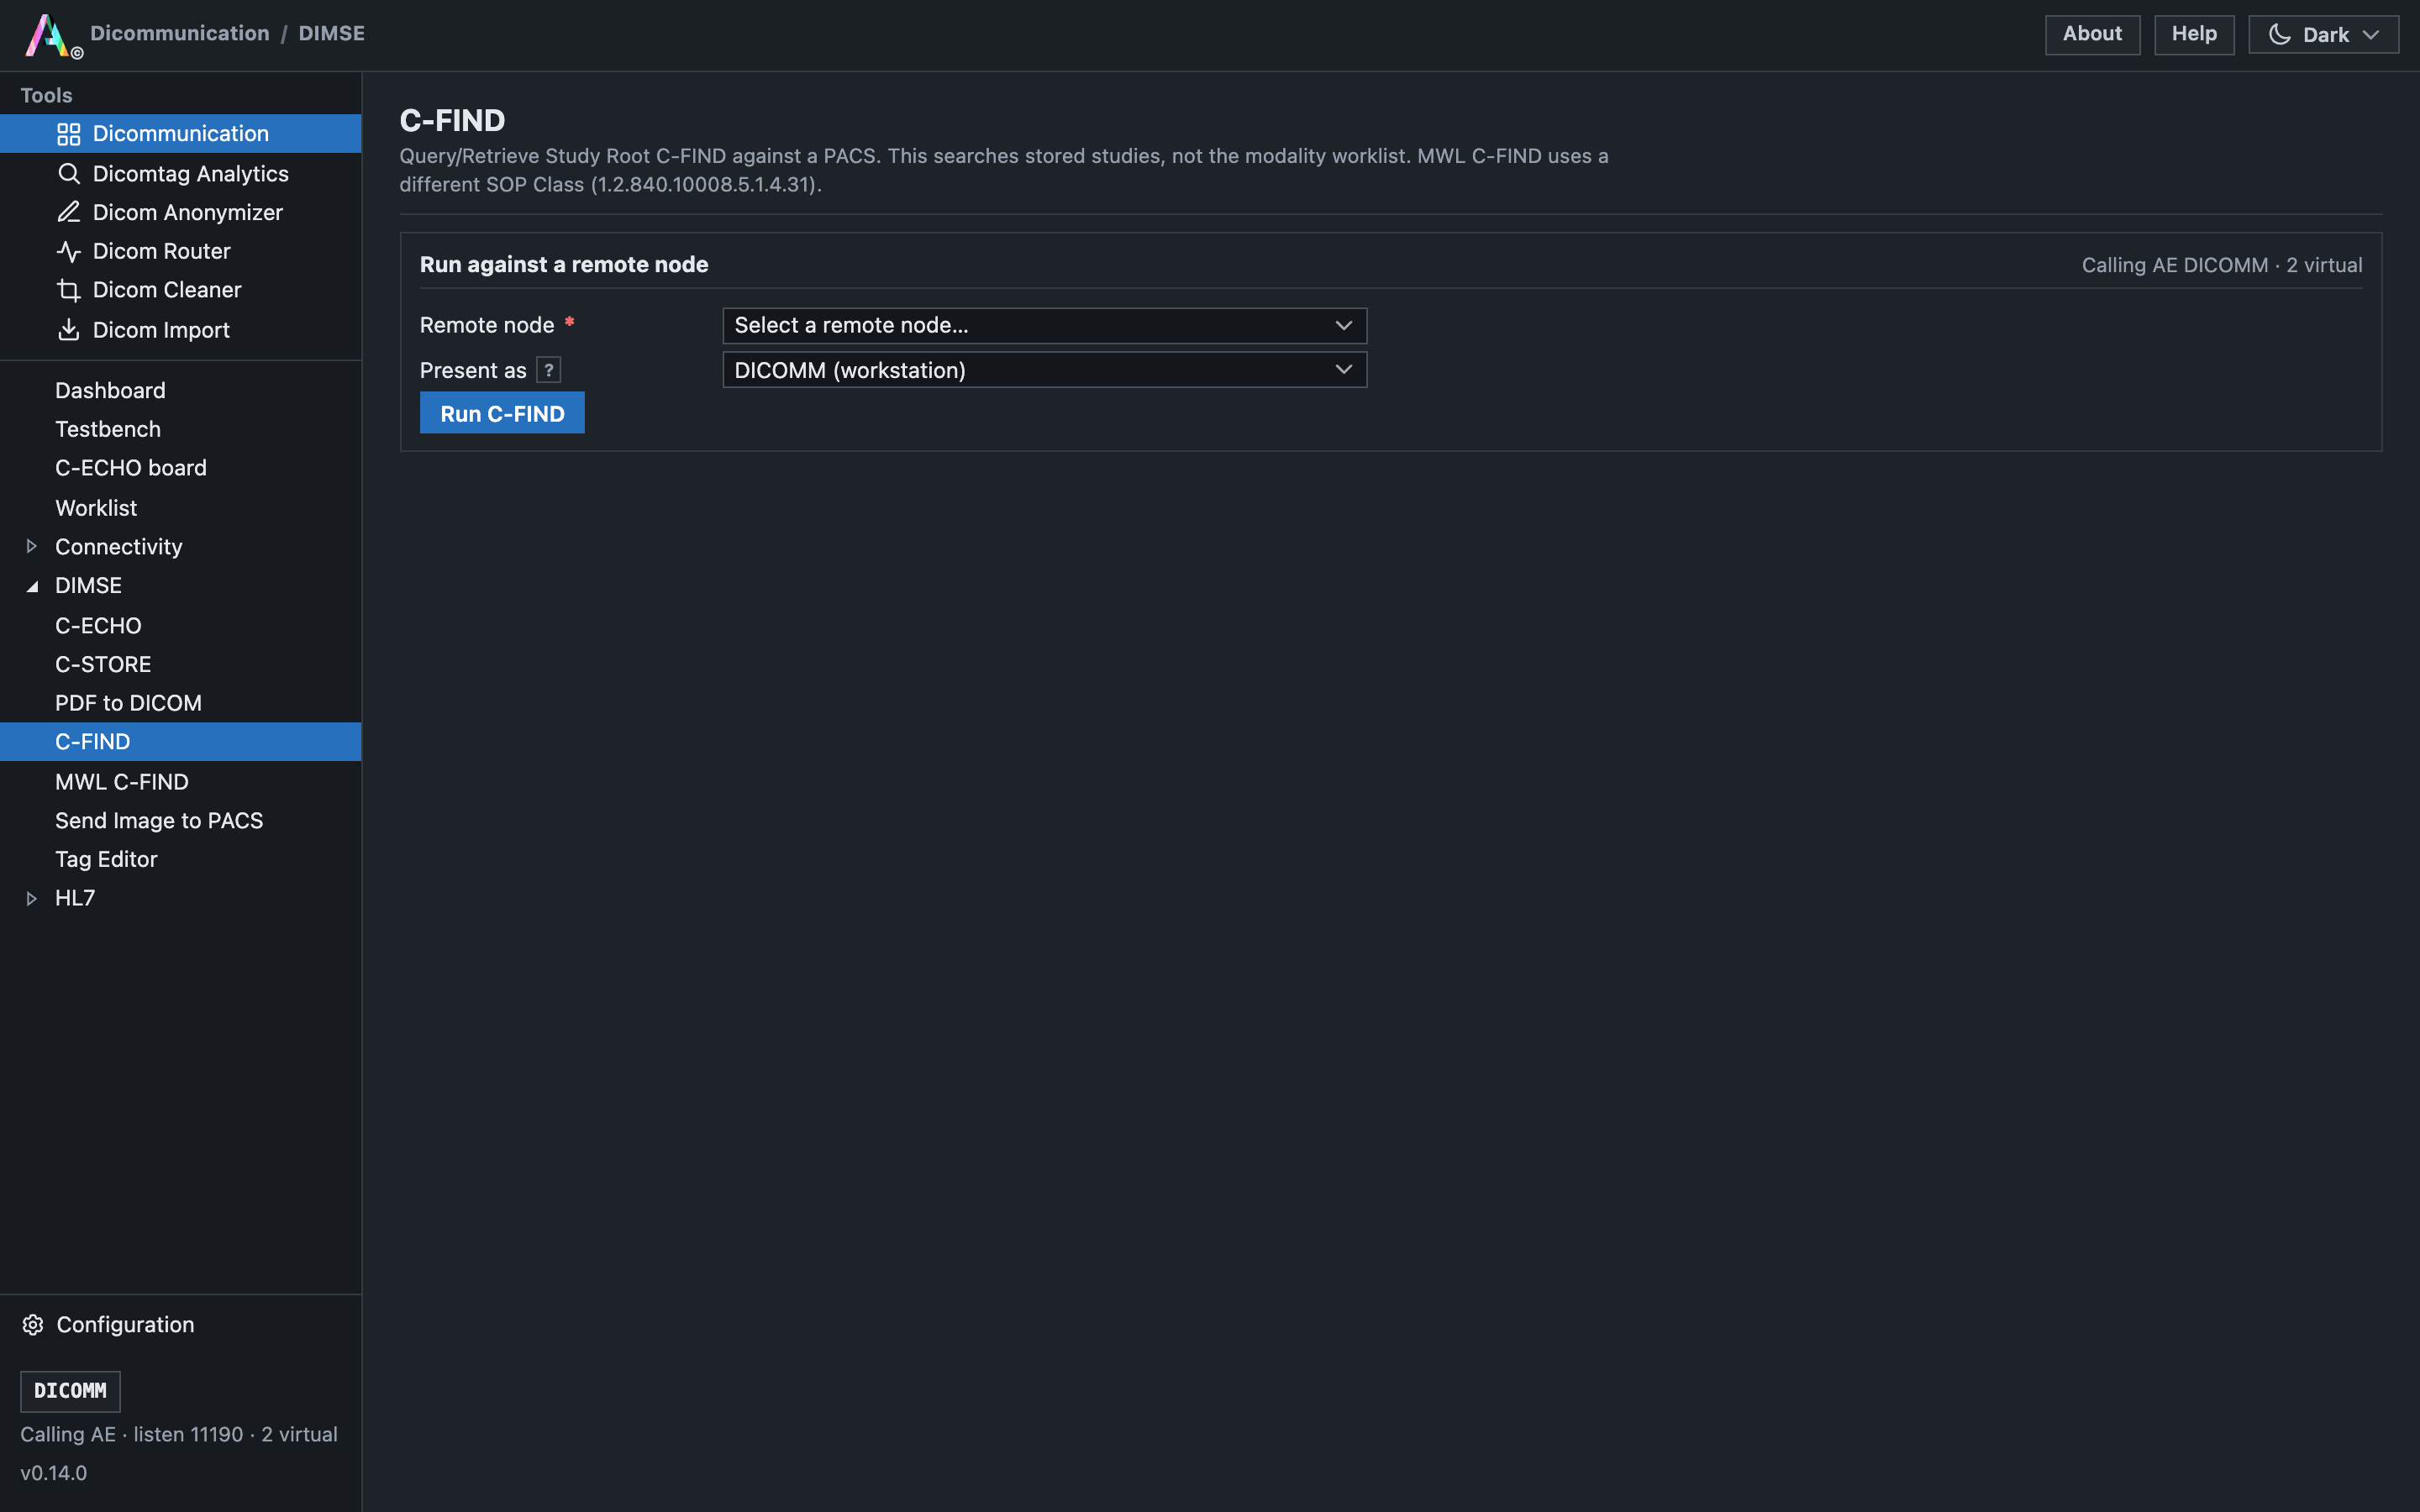 Dicommunication / DIMSE
About
Help
Dark
Tools
Dicommunication
Dicomtag Analytics
Dicom Anonymizer
Dicom Router
Dicom Cleaner
Dicom Import
Dashboard
Testbench
C-ECHO board
Worklist
Connectivity
DIMSE
C-ECHO
C-STORE
PDF to DICOM
C-FIND
MWL C-FIND
Send Image to PACS
Tag Editor
HL7
Configuration
DICOMM
Calling AE · listen 11190 · 2 virtual
v0.14.0
C-FIND
Query/Retrieve Study Root C-FIND against a PACS. This searches stored studies, not the modality worklist. MWL C-FIND uses a
different SOP Class (1.2.840.10008.5.1.4.31).
Run against a remote node
Calling AE DICOMM · 2 virtual
Remote node *
Select a remote node...
Present as ?
DICOMM (workstation)
Run C-FIND